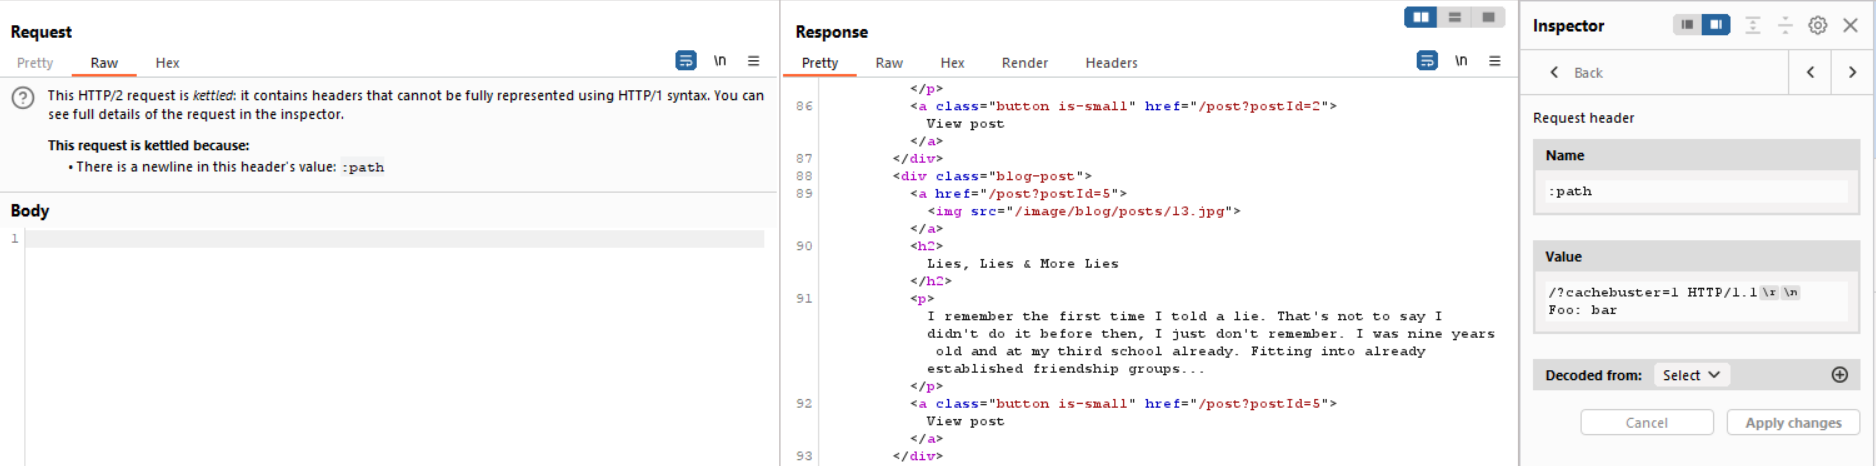 Request
Pretty Raw Hex \n
This HTTP/2 request is kettled: it contains headers that cannot be fully represented using HTTP/1 syntax. You can
see full details of the request in the inspector.
This request is kettled because:
• There is a newline in this header's value: :path
Body
1
Response
Pretty Raw Hex Render Headers \n
</p>
86 <a class="button is-small" href="/post?postId=2">
View post
</a>
87 </div>
88 <div class="blog-post">
89 <a href="/post?postId=5">
<img src="/image/blog/posts/13.jpg">
</a>
90 <h2>
Lies, Lies & More Lies
</h2>
91 <p>
I remember the first time I told a lie. That's not to say I
didn't do it before then, I just don't remember. I was nine years
old and at my third school already. Fitting into already
established friendship groups...
</p>
92 <a class="button is-small" href="/post?postId=5">
View post
</a>
93 </div>
Inspector
Back
Request header
Name
:path
Value
/?cachebuster=1 HTTP/1.1\r \n
Foo: bar
Decoded from: Select
Cancel Apply changes